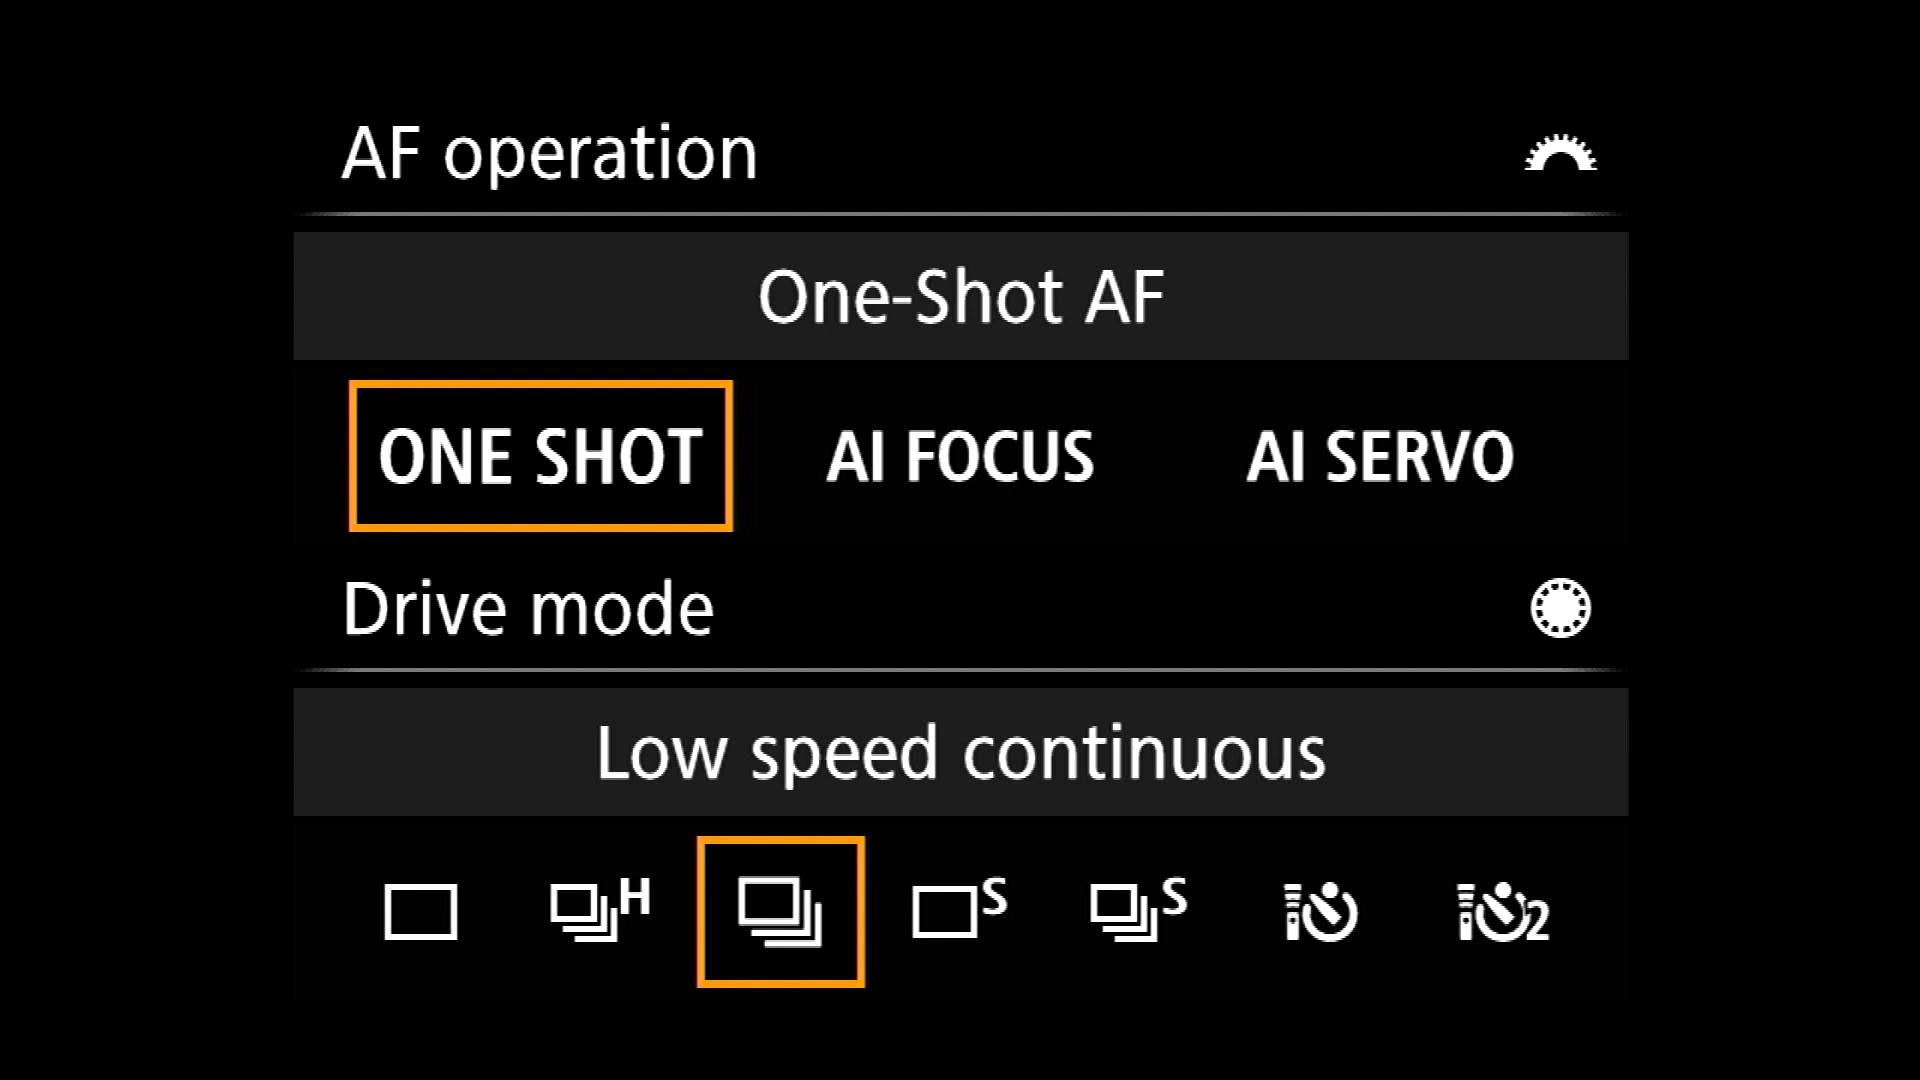 AF operation
One-Shot AF
ONE SHOT AI FOCUS AI SERVO
Drive mode
Low speed continuous
H S S 2